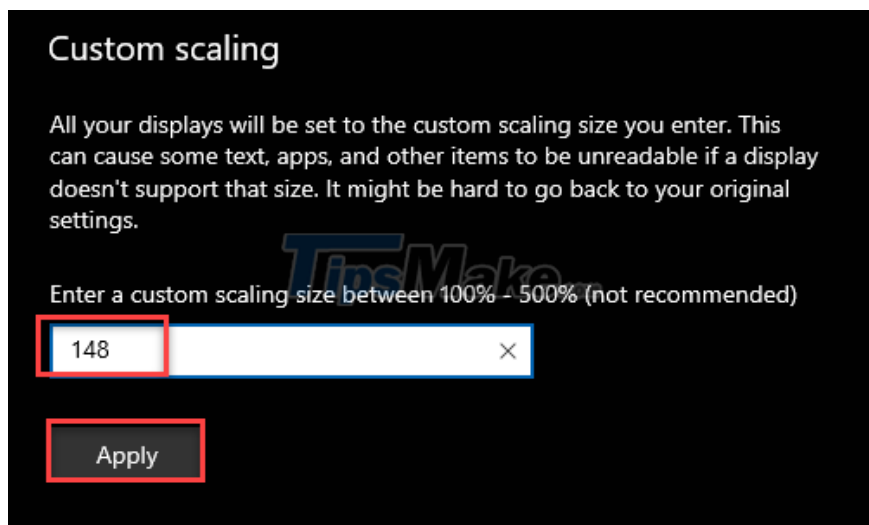 Custom scaling
All your displays will be set to the custom scaling size you enter. This
can cause some text, apps, and other items to be unreadable if a display
doesn't support that size. It might be hard to go back to your original
settings.
TipsMake.com
Enter a custom scaling size between 100% - 500% (not recommended)
148
Apply